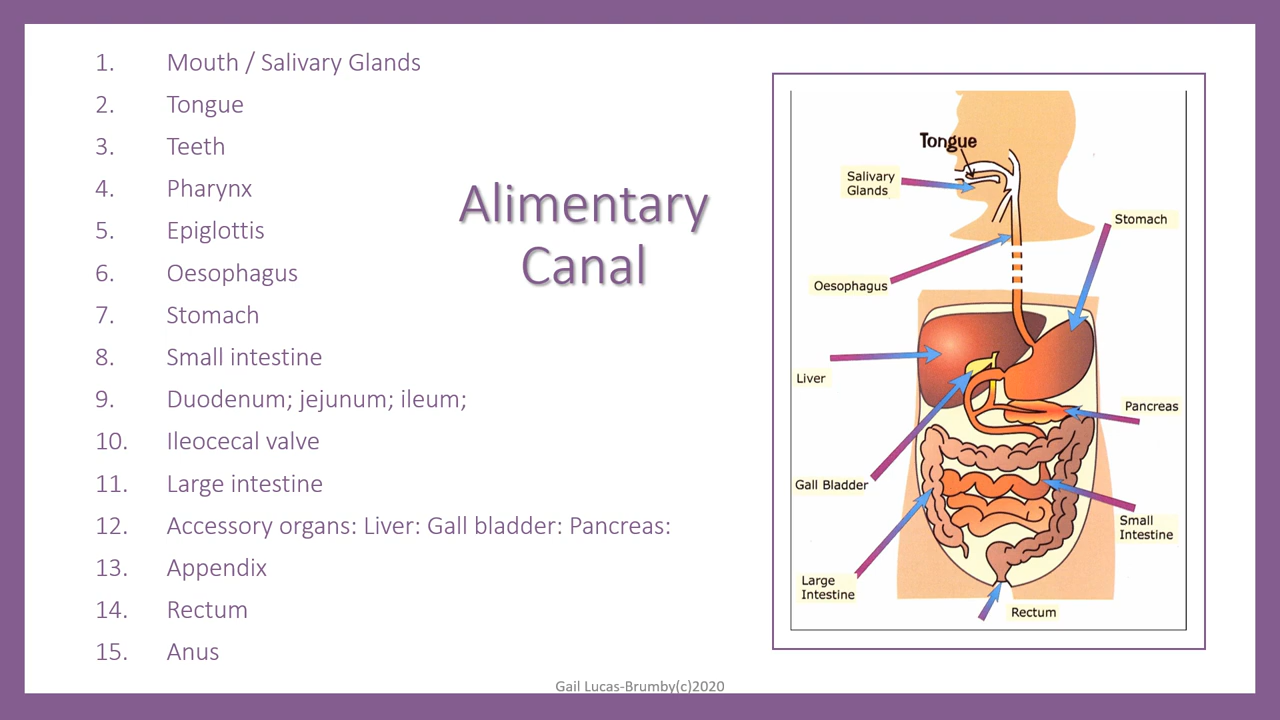 1. Mouth / Salivary Glands
2. Tongue
3. Teeth
4. Pharynx
5. Epiglottis
6. Oesophagus
7. Stomach
8. Small intestine
9. Duodenum; jejunum; ileum;
10. Ileocecal valve
11. Large intestine
12. Accessory organs: Liver: Gall bladder: Pancreas:
13. Appendix
14. Rectum
15. Anus
Alimentary
Canal
Tongue
Salivary
Glands
Stomach
Oesophagus
Liver
Pancreas
Gall Bladder
Small
Intestine
Large
Intestine
Rectum
Gail Lucas-Brumby(c)2020